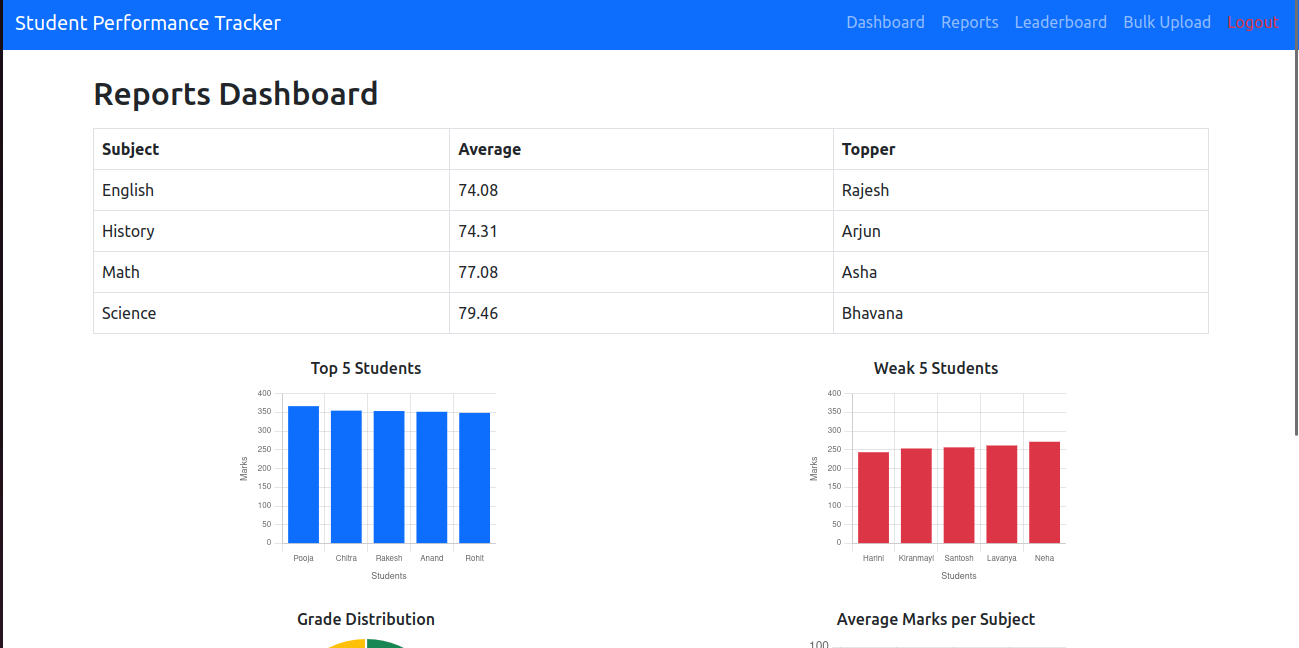 Student Performance Tracker Dashboard Reports Leaderboard Bulk Upload Logout
Reports Dashboard
Subject Average Topper
English 74.08 Rajesh
History 74.31 Arjun
Math 77.08 Asha
Science 79.46 Bhavana
Top 5 Students
400
350
300
250
200
150
100
50
0
Marks
Pooja Chitra Rakesh Anand Rohit
Students
Weak 5 Students
400
350
300
250
200
150
100
50
0
Marks
Harini Kiranmayi Santosh Lavanya Neha
Students
Grade Distribution
Average Marks per Subject
100